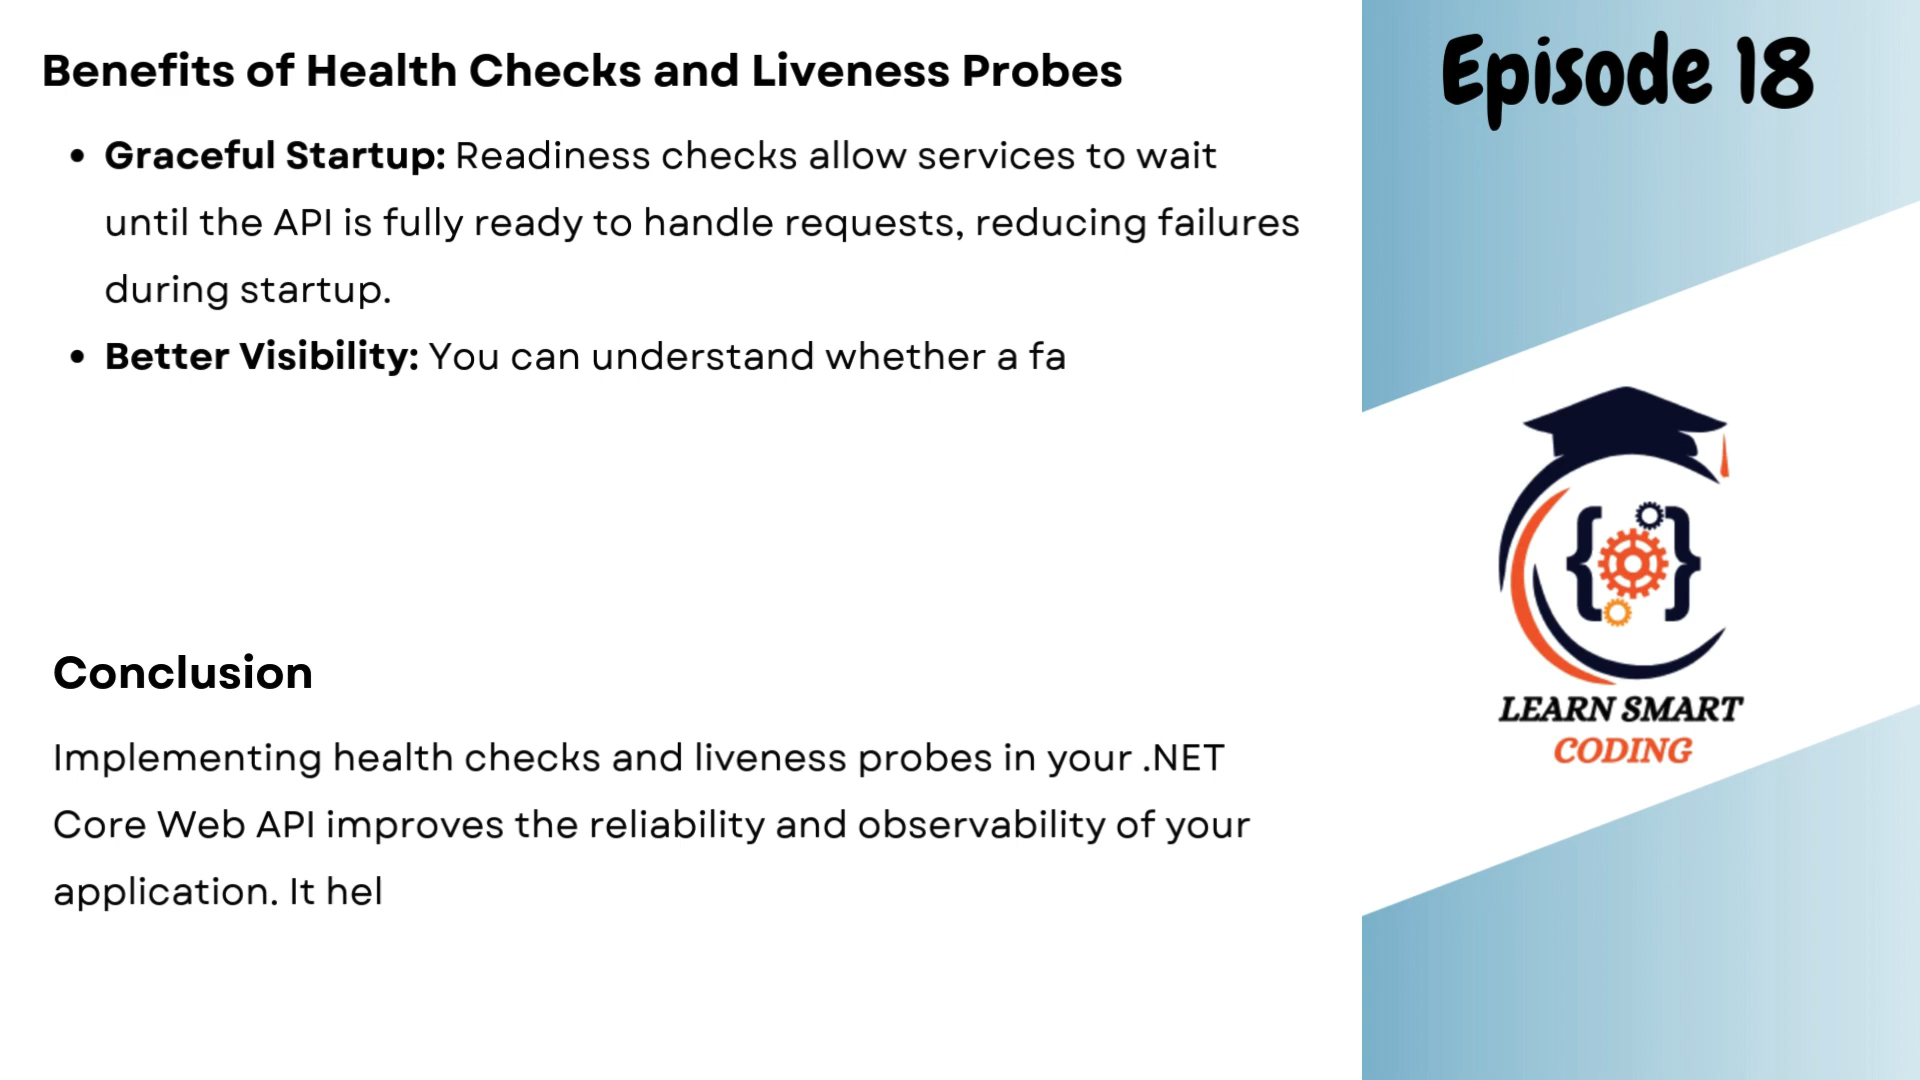 Benefits of Health Checks and Liveness Probes
• Graceful Startup: Readiness checks allow services to wait
until the API is fully ready to handle requests, reducing failures
during startup.
• Better Visibility: You can understand whether a fa
Conclusion
Implementing health checks and liveness probes in your .NET
Core Web API improves the reliability and observability of your
application. It hel
Episode 18
{ }
LEARN SMART
CODING